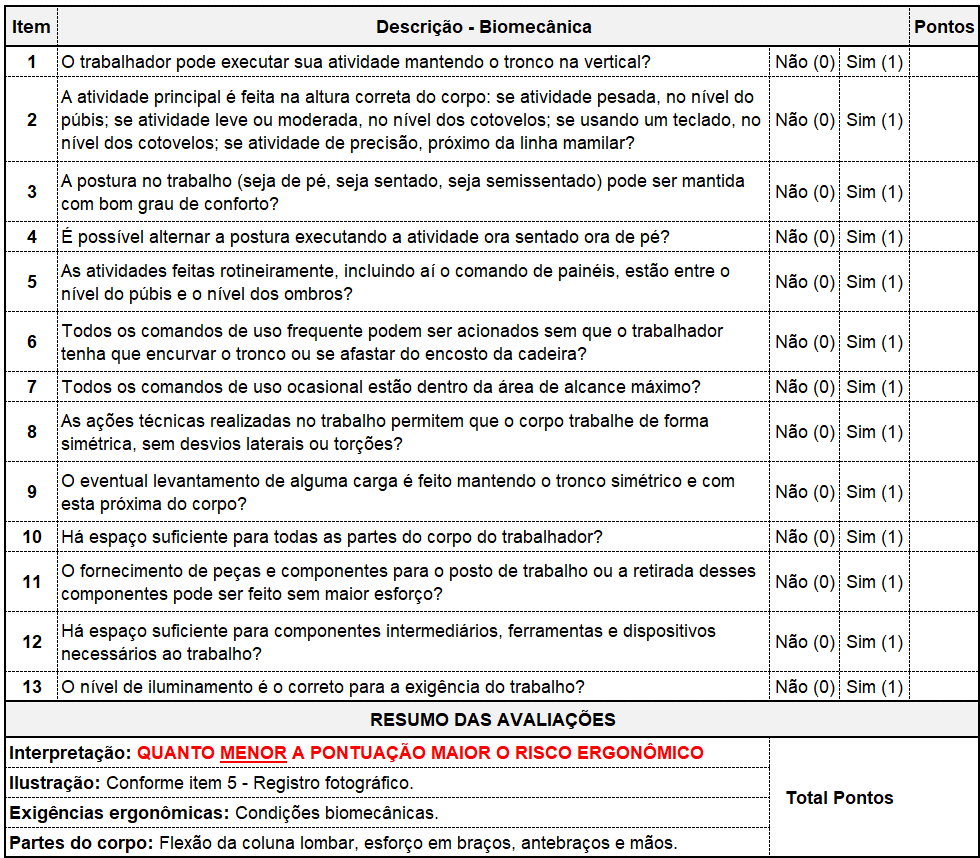 Item Descrição - Biomecânica Pontos
1 O trabalhador pode executar sua atividade mantendo o tronco na vertical? Não (0) Sim (1)
A atividade principal é feita na altura correta do corpo: se atividade pesada, no nível do
2 púbis; se atividade leve ou moderada, no nível dos cotovelos; se usando um teclado, no Não (0) Sim (1)
nível dos cotovelos; se atividade de precisão, próximo da linha mamilar?
3 A postura no trabalho (seja de pé, seja sentado, seja semissentado) pode ser mantida Não (0) Sim (1)
com bom grau de conforto?
4 É possível alternar a postura executando a atividade ora sentado ora de pé? Não (0) Sim (1)
5 As atividades feitas rotineiramente, incluindo aí o comando de painéis, estão entre o Não (0) Sim (1)
nível do púbis e o nível dos ombros?
6 Todos os comandos de uso frequente podem ser acionados sem que o trabalhador Não (0) Sim (1)
tenha que encurvar o tronco ou se afastar do encosto da cadeira?
7 Todos os comandos de uso ocasional estão dentro da área de alcance máximo? Não (0) Sim (1)
8 As ações técnicas realizadas no trabalho permitem que o corpo trabalhe de forma Não (0) Sim (1)
simétrica, sem desvios laterais ou torções?
9 O eventual levantamento de alguma carga é feito mantendo o tronco simétrico e com Não (0) Sim (1)
esta próxima do corpo?
10 Há espaço suficiente para todas as partes do corpo do trabalhador? Não (0) Sim (1)
11 O fornecimento de peças e componentes para o posto de trabalho ou a retirada desses Não (0) Sim (1)
componentes pode ser feito sem maior esforço?
12 Há espaço suficiente para componentes intermediários, ferramentas e dispositivos Não (0) Sim (1)
necessários ao trabalho?
13 O nível de iluminamento é o correto para a exigência do trabalho? Não (0) Sim (1)
RESUMO DAS AVALIAÇÕES
Interpretação: QUANTO MENOR A PONTUAÇÃO MAIOR O RISCO ERGONÔMICO
Ilustração: Conforme item 5 - Registro fotográfico.
Total Pontos
Exigências ergonômicas: Condições biomecânicas.
Partes do corpo: Flexão da coluna lombar, esforço em braços, antebraços e mãos.